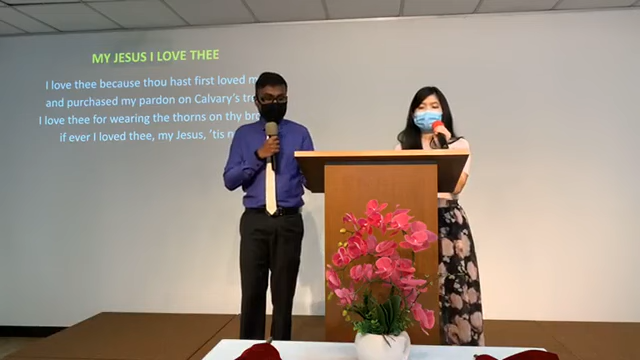 MY JESUS I LOVE THEE
I love thee because thou hast first loved
and purchased my pardon on Calvary's
I love thee for wearing the thorns on thy
if ever I loved thee, my Jesus, 'tis